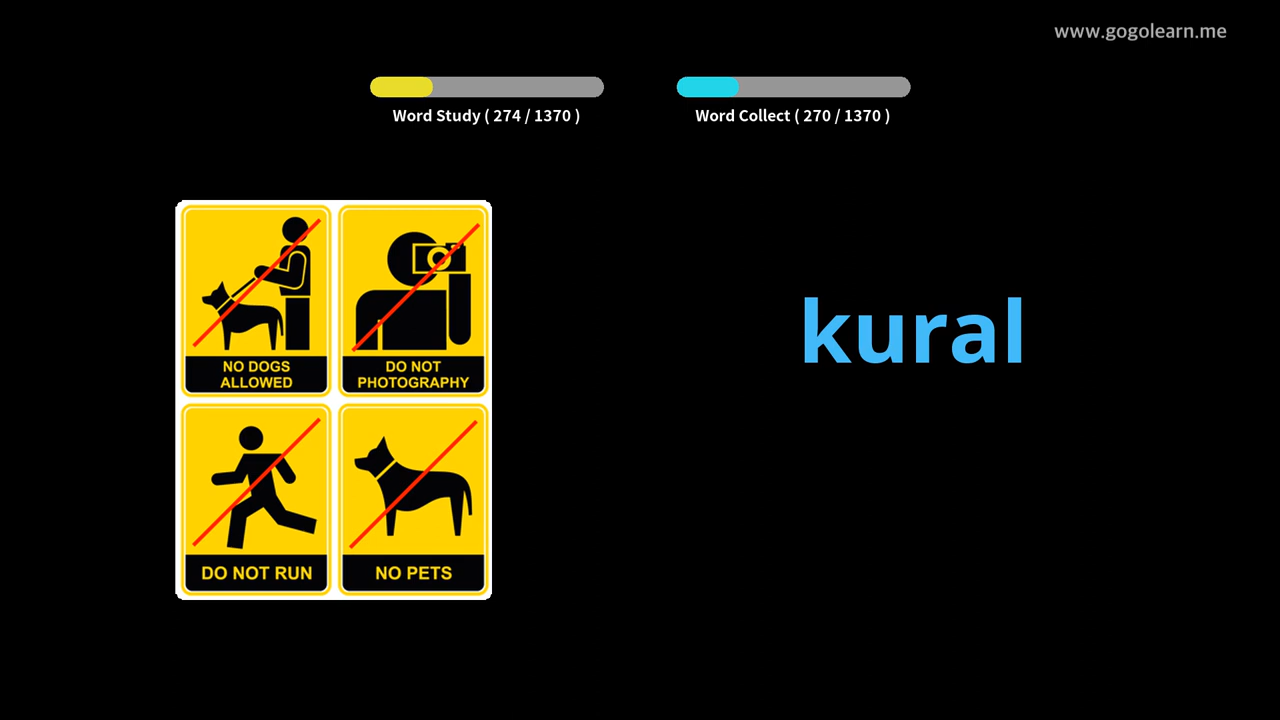 www.gogolearn.me
Word Study ( 274 / 1370 )
Word Collect ( 270 / 1370 )
NO DOGS
ALLOWED
DO NOT
PHOTOGRAPHY
DO NOT RUN
NO PETS
kural